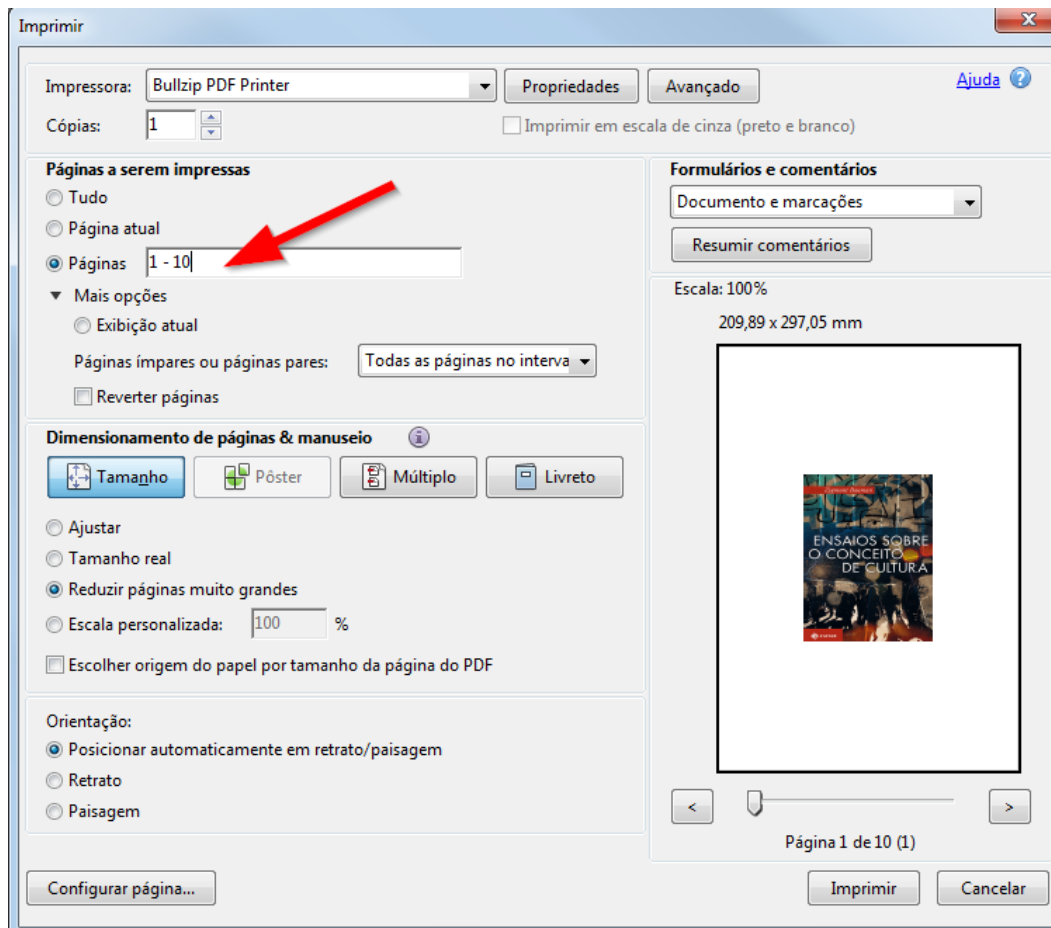 Imprimir
Impressora: Bullzip PDF Printer Propriedades Avançado Ajuda
Cópias: 1 Imprimir em escala de cinza (preto e branco)
Páginas a serem impressas
Tudo
Página atual
Páginas 1 - 10
Mais opções
Exibição atual
Páginas ímpares ou páginas pares: Todas as páginas no interva
Reverter páginas
Dimensionamento de páginas & manuseio
Tamanho Pôster Múltiplo Livreto
Ajustar
Tamanho real
Reduzir páginas muito grandes
Escala personalizada: 100 %
Escolher origem do papel por tamanho da página do PDF
Orientação:
Posicionar automaticamente em retrato/paisagem
Retrato
Paisagem
Formulários e comentários
Documento e marcações
Resumir comentários
Escala: 100%
209,89 x 297,05 mm
Zygmunt Bauman
ENSAIOS SOBRE
O CONCEITO
DE CULTURA
ZAHAR
< >
Página 1 de 10 (1)
Configurar página... Imprimir Cancelar